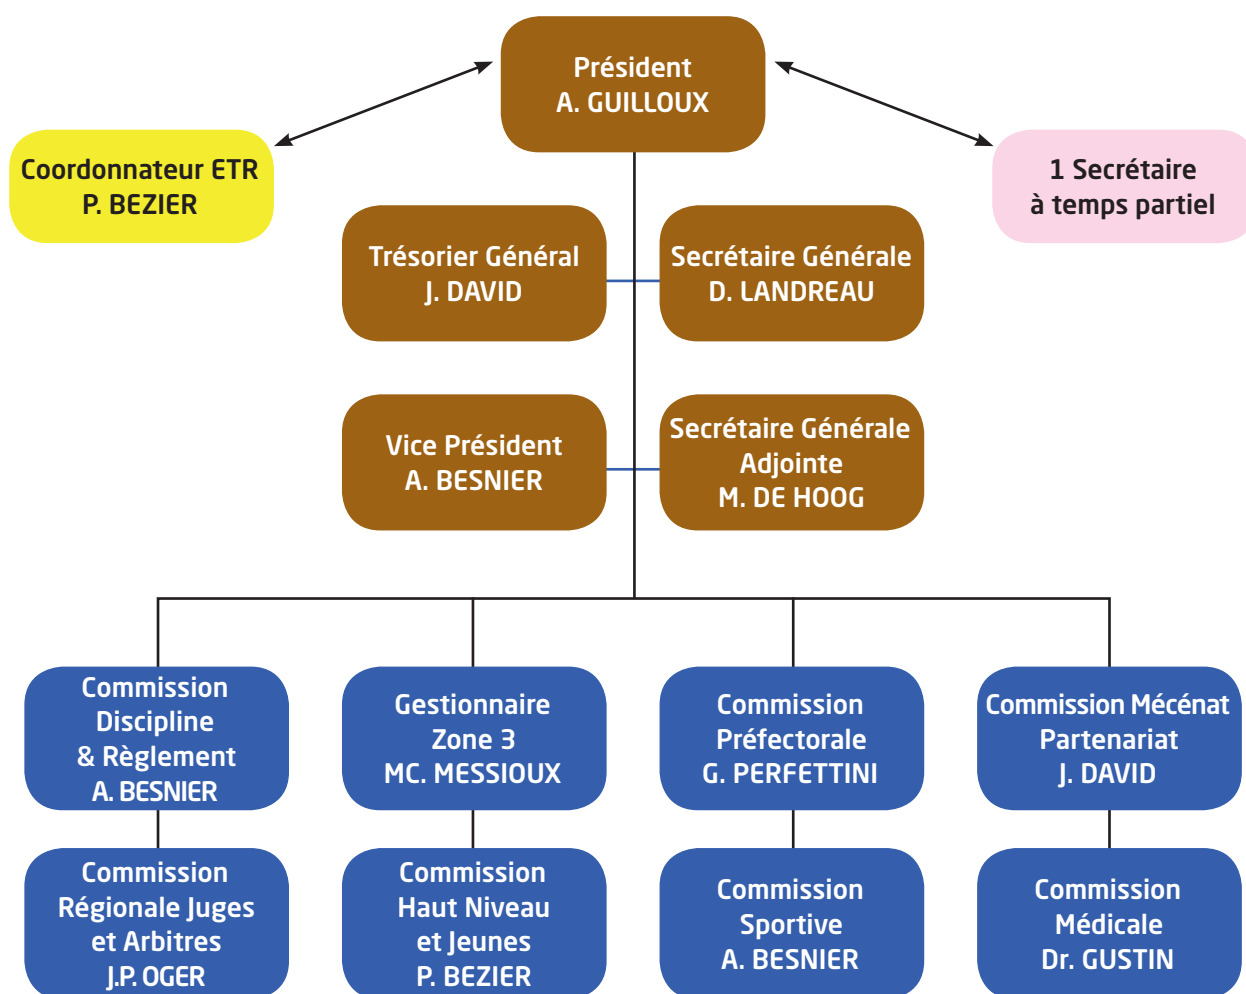 Président
A. GUILLOUX
Coordonnateur ETR
P. BEZIER
1 Secrétaire
à temps partiel
Trésorier Général
J. DAVID
Secrétaire Générale
D. LANDREAU
Vice Président
A. BESNIER
Secrétaire Générale
Adjointe
M. DE HOOG
Commission
Discipline
& Règlement
A. BESNIER
Gestionnaire
Zone 3
MC. MESSIOUX
Commission
Préfectorale
G. PERFETTINI
Commission Mécénat
Partenariat
J. DAVID
Commission
Régionale Juges
et Arbitres
J.P. OGER
Commission
Haut Niveau
et Jeunes
P. BEZIER
Commission
Sportive
A. BESNIER
Commission
Médicale
Dr. GUSTIN